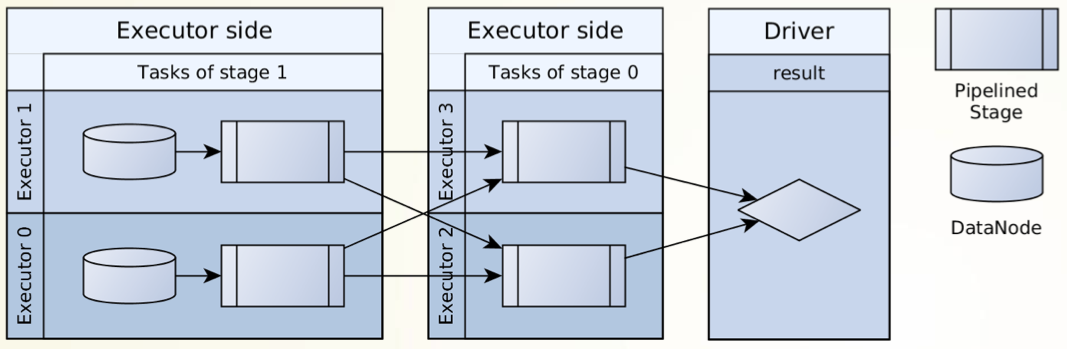 Executor side
Tasks of stage 1
Executor 1
Executor 0
Executor side
Tasks of stage 0
Executor 3
Executor 2
Driver
result
Pipelined
Stage
DataNode